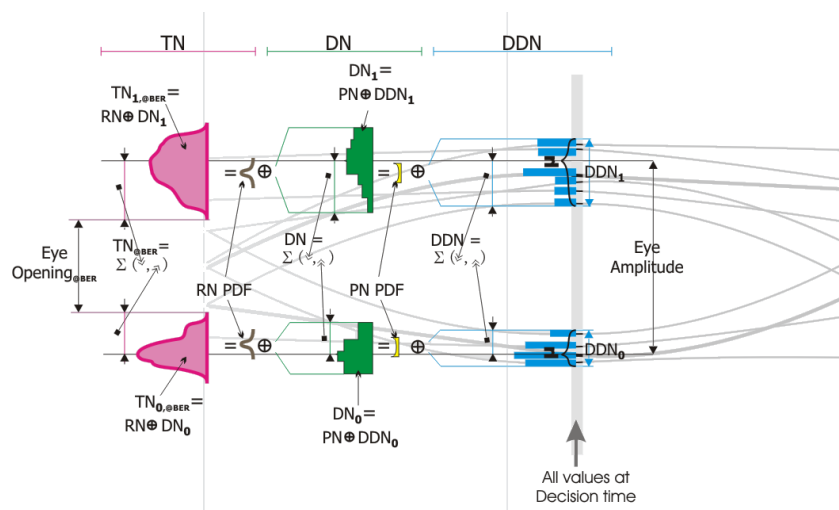 TN
DN
DDN
TN1,@BER=
RN⊕ DN1
DN1=
PN⊕DDN1
= ⊕
= ⊕
DDN1
Eye
Opening@BER
TN@BER=
Σ (↡, ↟)
RN PDF
DN =
Σ (↡, ↟)
PN PDF
DDN =
Σ (↡, ↟)
Eye
Amplitude
= ⊕
= ⊕
DDN0
TN0,@BER=
RN⊕ DN0
DN0=
PN⊕DDN0
All values at
Decision time